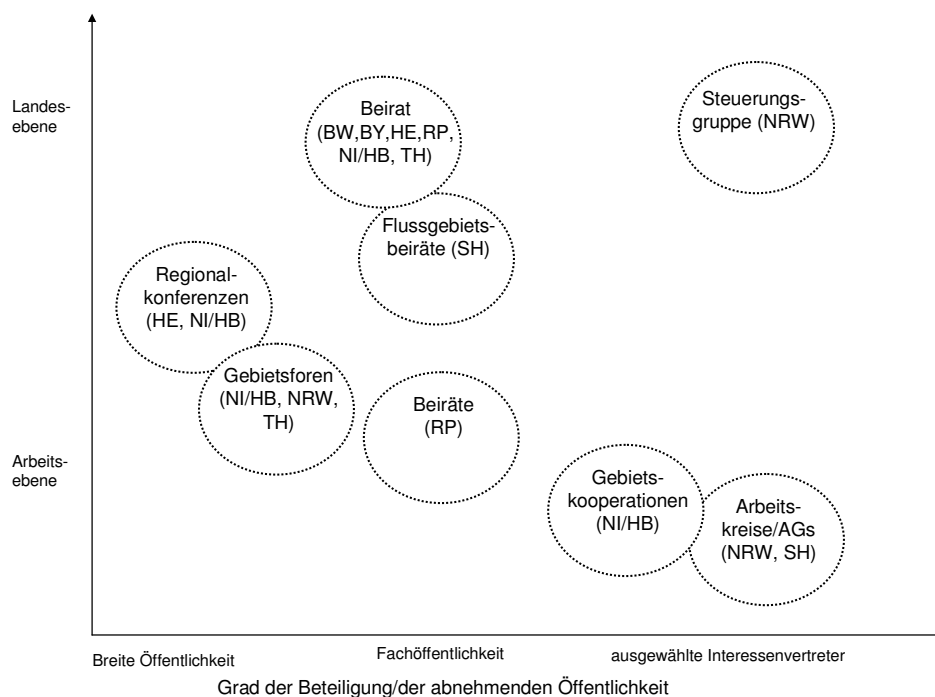 Landes-
ebene
Beirat
(BW,BY,HE,RP,
NI/HB, TH)
Steuerungs-
gruppe (NRW)
Flussgebiets-
beiräte (SH)
Regional-
konferenzen
(HE, NI/HB)
Gebietsforen
(NI/HB, NRW,
TH)
Beiräte
(RP)
Arbeits-
ebene
Gebiets-
kooperationen
(NI/HB)
Arbeits-
kreise/AGs
(NRW, SH)
Breite Öffentlichkeit
Fachöffentlichkeit
ausgewählte Interessenvertreter
Grad der Beteiligung/der abnehmenden Öffentlichkeit